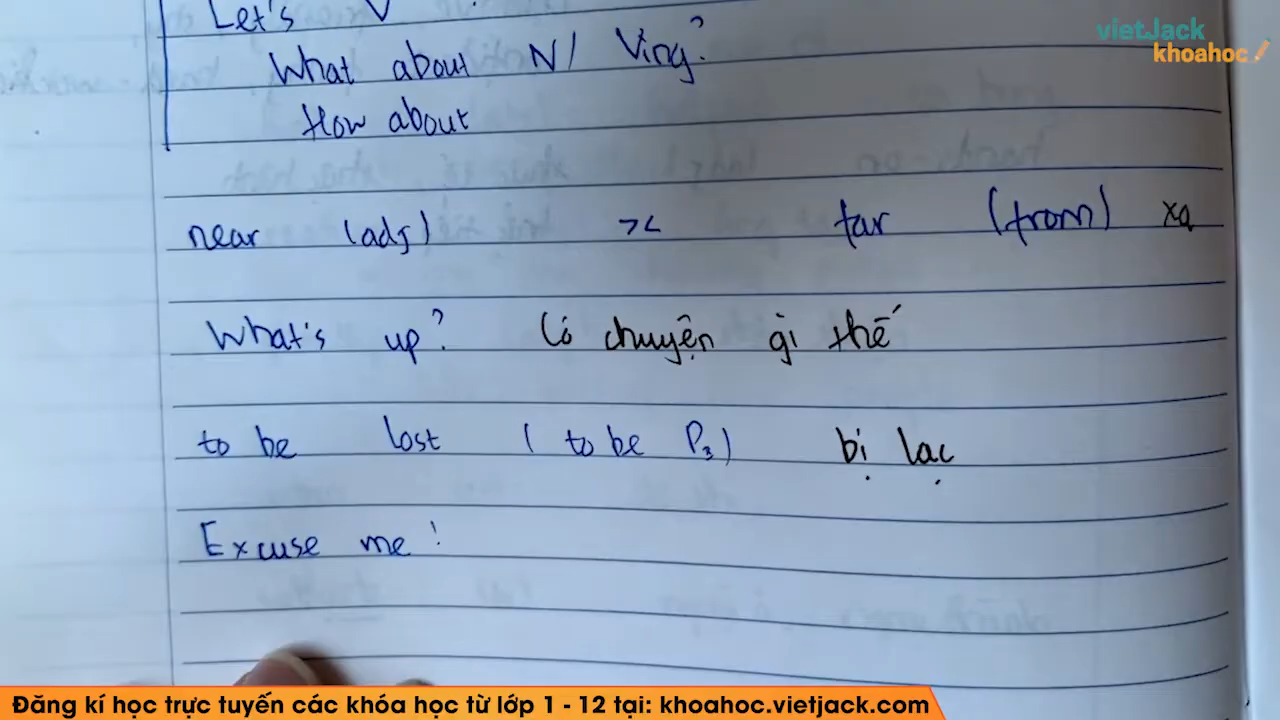 Let's V
What about N/ Ving?
How about
near (adj) >< far (from) xa
What's up? Có chuyện gì thế
to be lost (to be P3) bị lạc
Excuse me!
vietJack
khoahoc
Đăng kí học trực tuyến các khóa học từ lớp 1 - 12 tại: khoahoc.vietjack.com